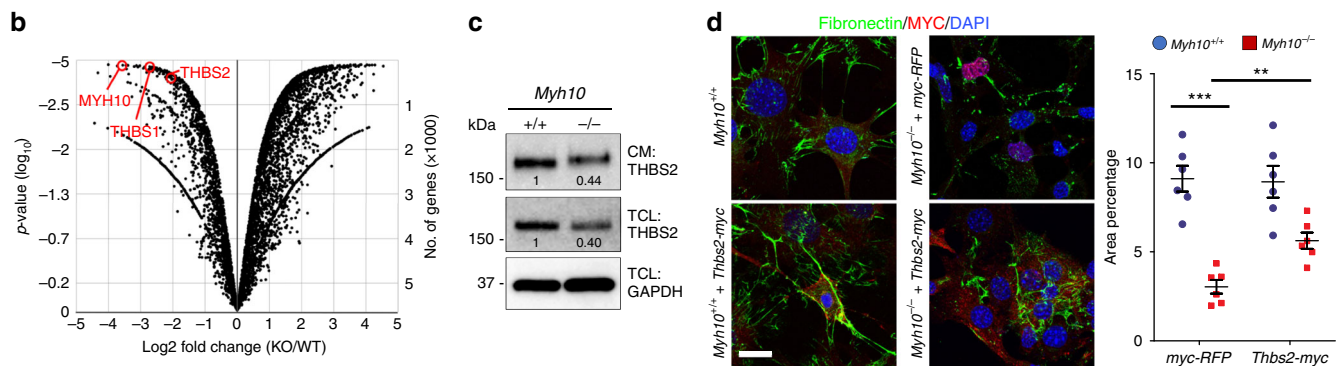 b
p-value (log10)
–5
–2.5
–2
–1.3
–0.7
–0.2
0
MYH10
THBS1
THBS2
1
2
3
4
5
No. of genes (×1000)
–5 –4 –3 –2 –1 0 1 2 3 4 5
Log2 fold change (KO/WT)
c
Myh10
kDa +/+ –/–
150 -
1 0.44
CM:
THBS2
150 -
1 0.40
TCL:
THBS2
37 -
TCL:
GAPDH
d
Fibronectin/MYC/DAPI
Myh10+/+
Myh10–/– + myc-RFP
Myh10+/+ + Thbs2-myc
Myh10–/– + Thbs2-myc
Myh10+/+ Myh10–/–
Area percentage
15
10
5
0
***
**
myc-RFP Thbs2-myc